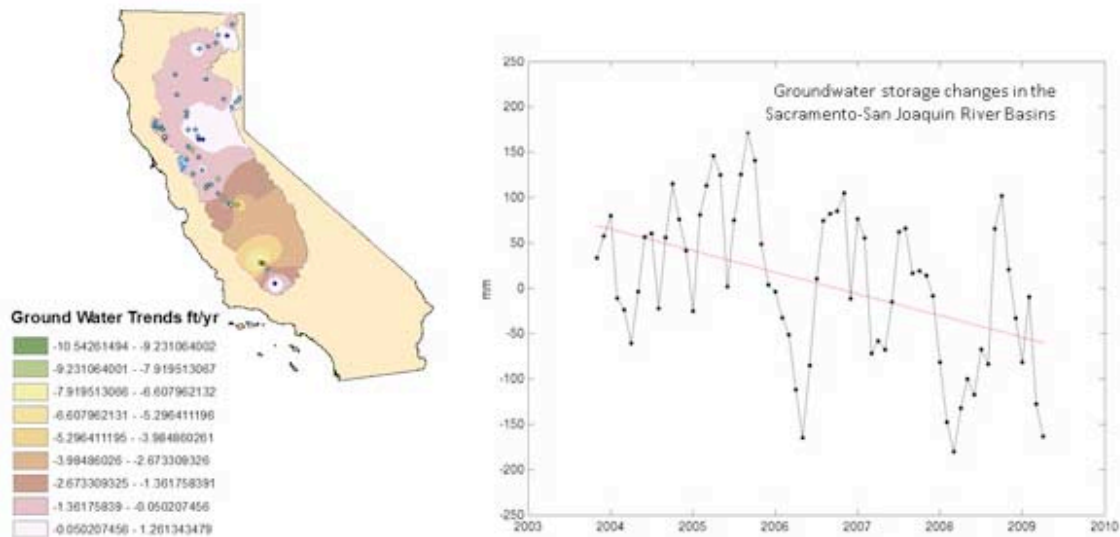 Ground Water Trends ft/yr
-10.54261494 - -9.231064002
-9.231064001 - -7.919513067
-7.919513066 - -6.607962132
-6.607962131 - -5.296411196
-5.296411195 - -3.984860261
-3.98486026 - -2.673309326
-2.673309325 - -1.361758391
-1.36175839 - -0.050207456
-0.050207456 - 1.261343479
Groundwater storage changes in the
Sacramento-San Joaquin River Basins
mm
250
200
150
100
50
0
-50
-100
-150
-200
-250
2003 2004 2005 2006 2007 2008 2009 2010